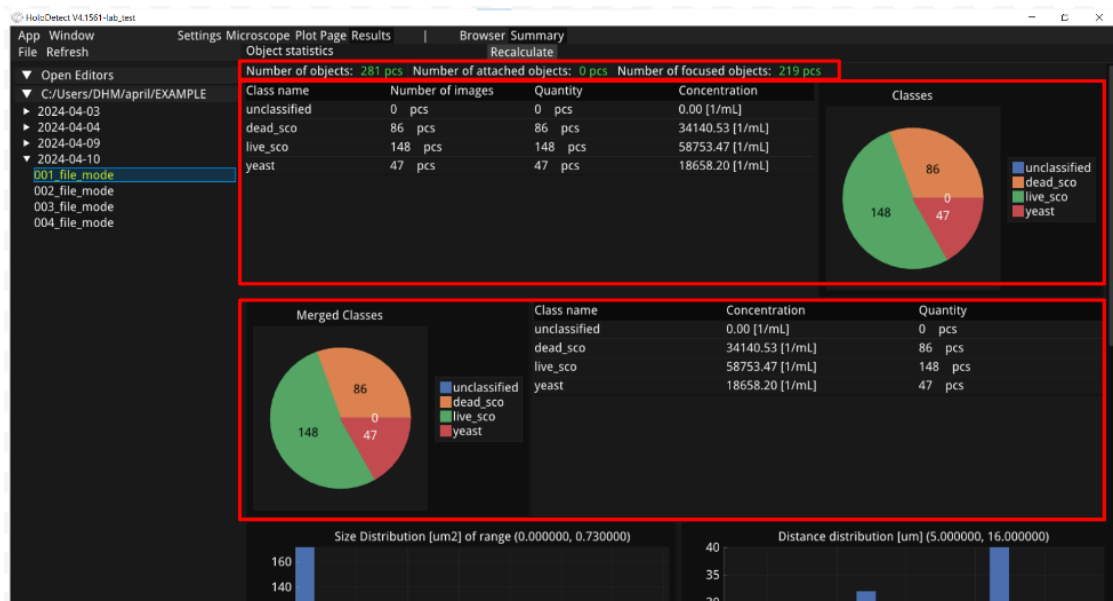 HoloDetect V4.1561-lab_test
App Window Settings Microscope Plot Page Results | Browser Summary
File Refresh Object statistics Recalculate
Open Editors
C:/Users/DHM/april/EXAMPLE
2024-04-03
2024-04-04
2024-04-09
2024-04-10
001_file_mode
002_file_mode
003_file_mode
004_file_mode
Number of objects: 281 pcs Number of attached objects: 0 pcs Number of focused objects: 219 pcs
Class name Number of images Quantity Concentration
unclassified 0 pcs 0 pcs 0.00 [1/mL]
dead_sco 86 pcs 86 pcs 34140.53 [1/mL]
live_sco 148 pcs 148 pcs 58753.47 [1/mL]
yeast 47 pcs 47 pcs 18658.20 [1/mL]
Classes
86
0
148
47
unclassified
dead_sco
live_sco
yeast
Merged Classes
86
0
148
47
unclassified
dead_sco
live_sco
yeast
Class name Concentration Quantity
unclassified 0.00 [1/mL] 0 pcs
dead_sco 34140.53 [1/mL] 86 pcs
live_sco 58753.47 [1/mL] 148 pcs
yeast 18658.20 [1/mL] 47 pcs
Size Distribution [um2] of range (0.000000, 0.730000)
160
140
Distance distribution [um] (5.000000, 16.000000)
40
35
30